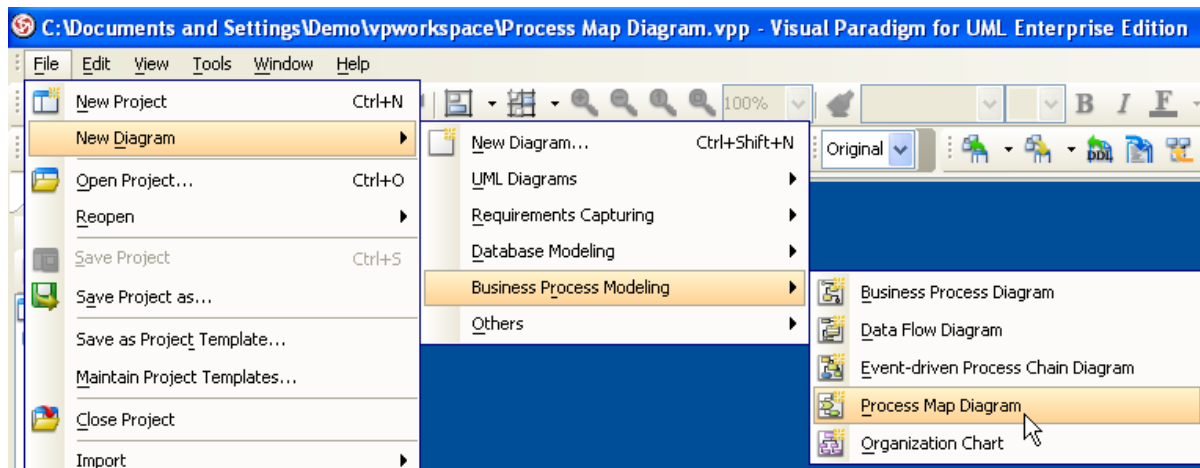 C:\Documents and Settings\Demo\vpworkspace\Process Map Diagram.vpp - Visual Paradigm for UML Enterprise Edition
File Edit View Tools Window Help
New Project Ctrl+N
New Diagram
Open Project... Ctrl+O
Reopen
Save Project Ctrl+S
Save Project as...
Save as Project Template...
Maintain Project Templates...
Close Project
Import
100%
B I F
Original
DDL
New Diagram... Ctrl+Shift+N
UML Diagrams
Requirements Capturing
Database Modeling
Business Process Modeling
Others
Business Process Diagram
Data Flow Diagram
Event-driven Process Chain Diagram
Process Map Diagram
Organization Chart